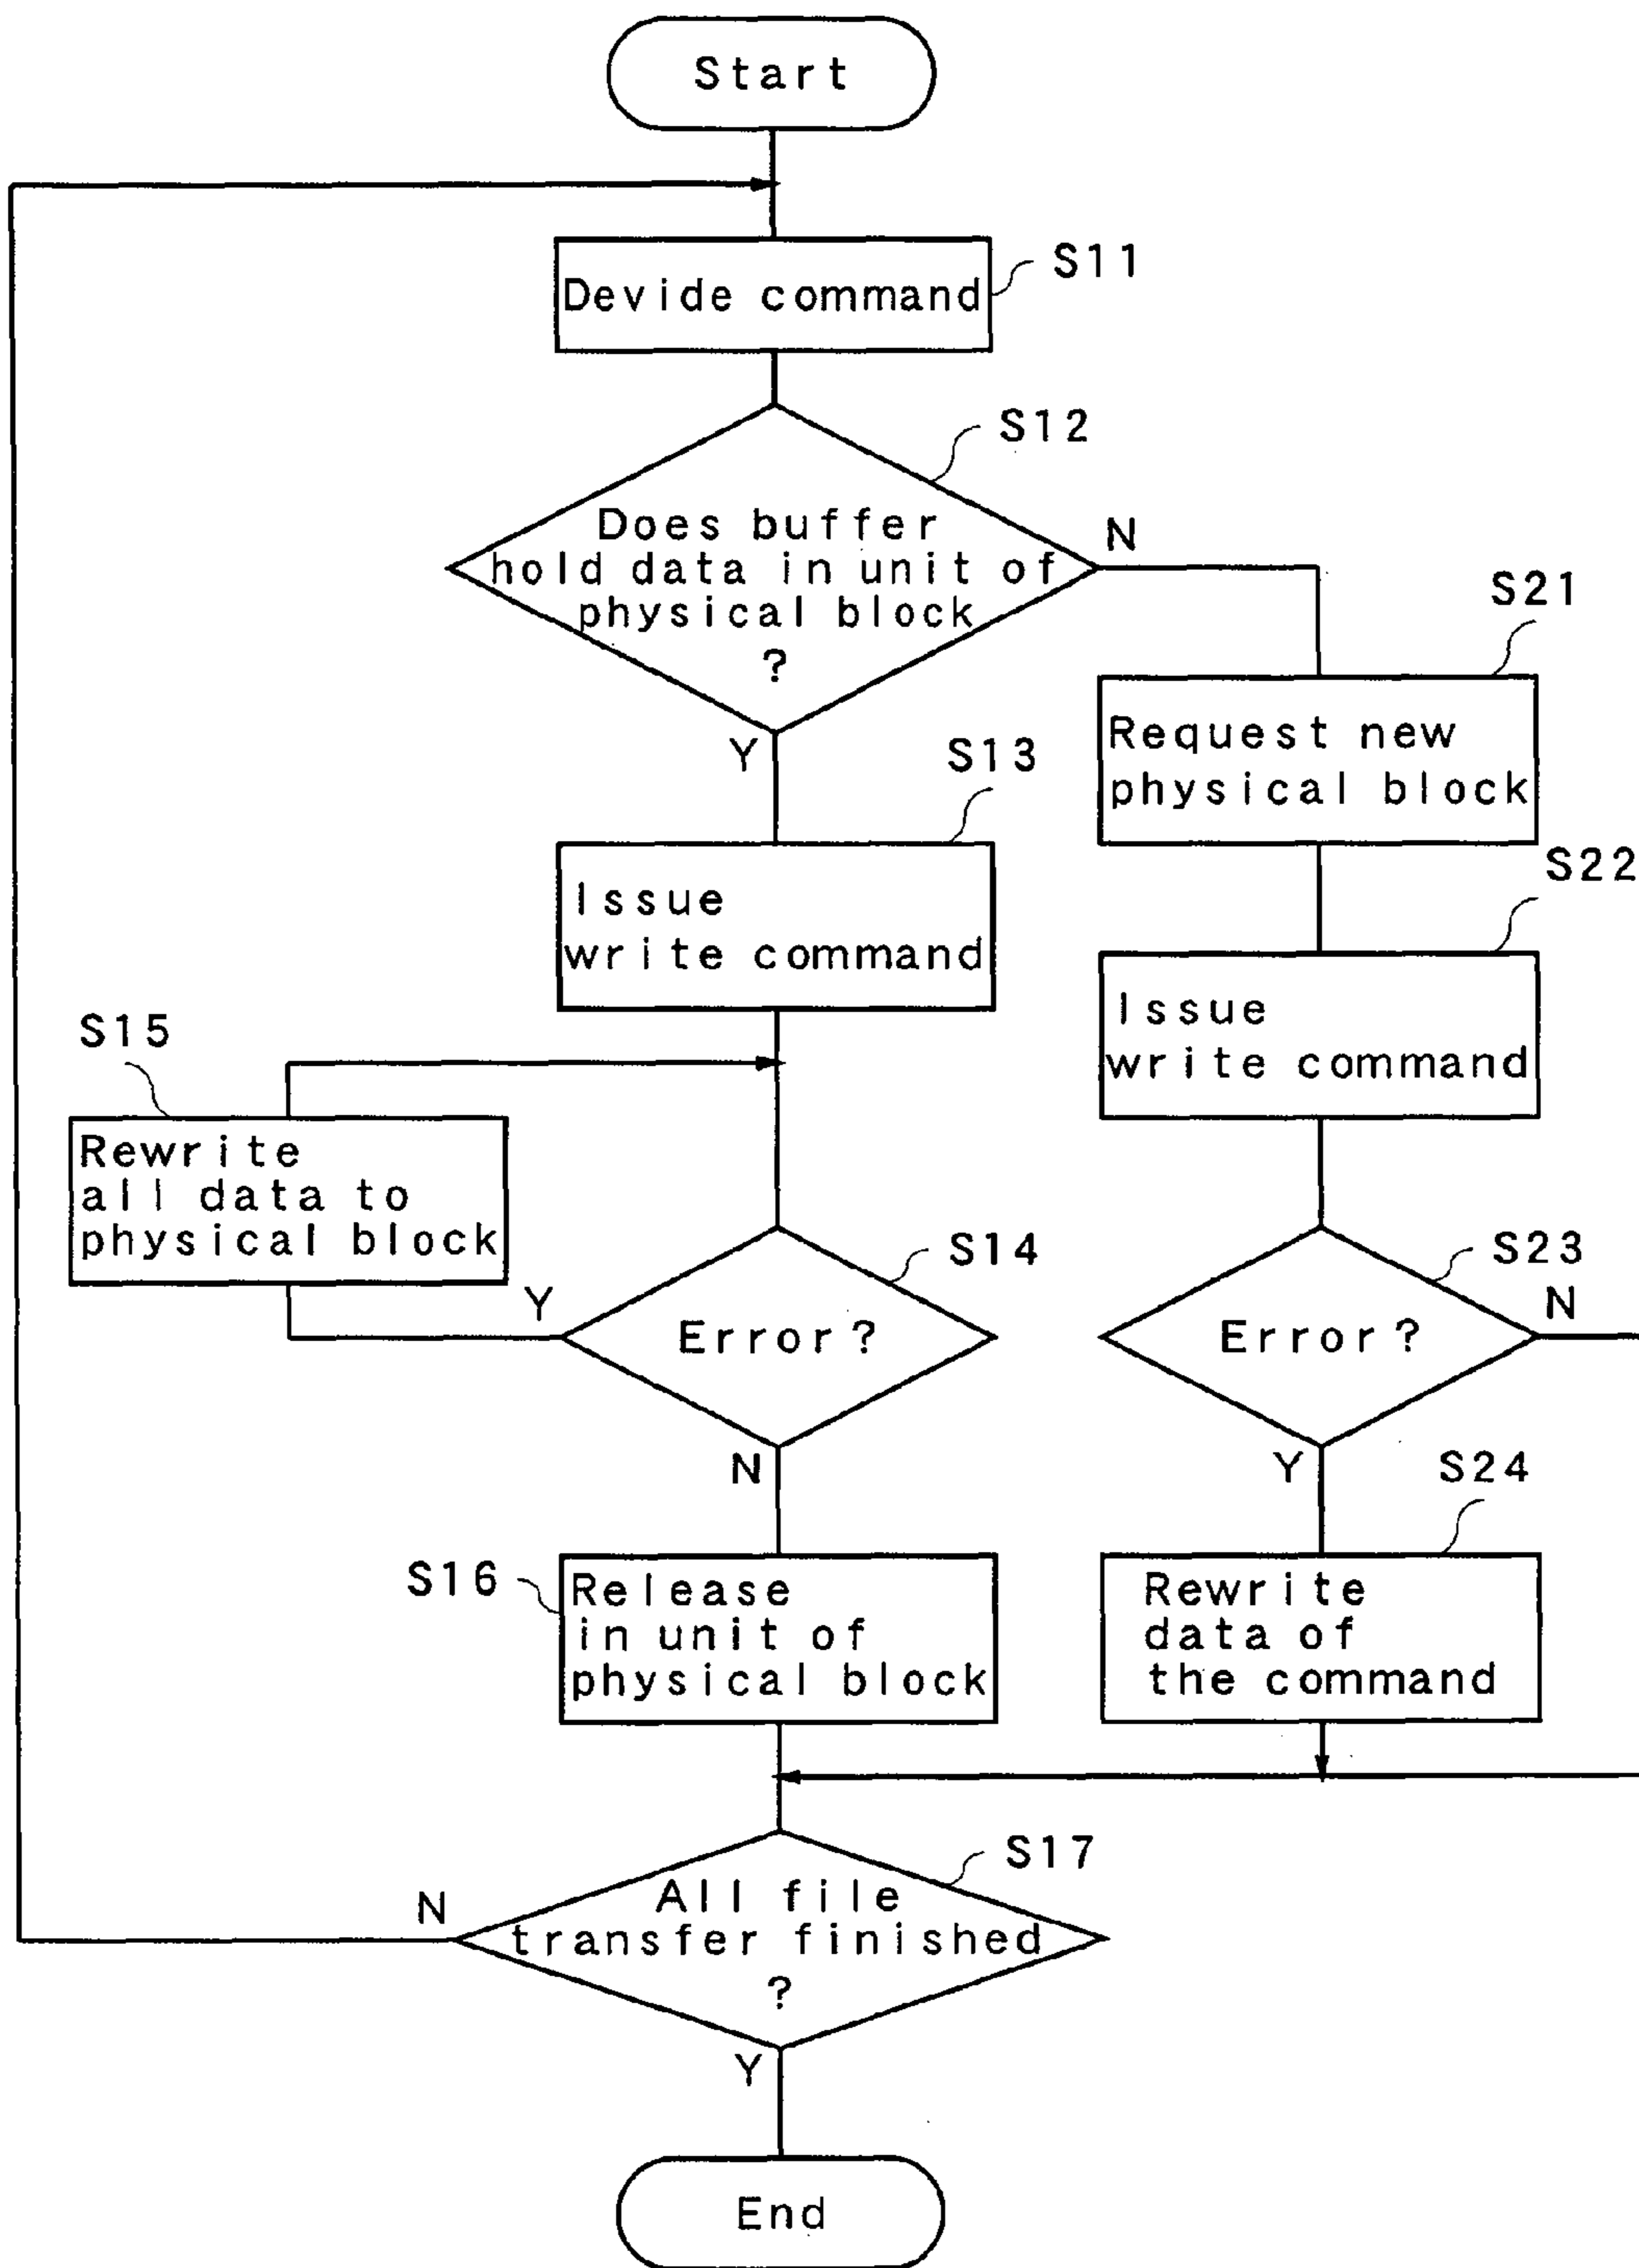 Start
Devide command
S11
S12
Does buffer
hold data in unit of
physical block
?
N
Y
S21
Request new
physical block
S13
Issue
write command
S22
Issue
write command
S15
Rewrite
all data to
physical block
S14
Error?
Y
N
S23
Error?
N
Y
S16
Release
in unit of
physical block
S24
Rewrite
data of
the command
S17
All file
transfer finished
?
N
Y
End